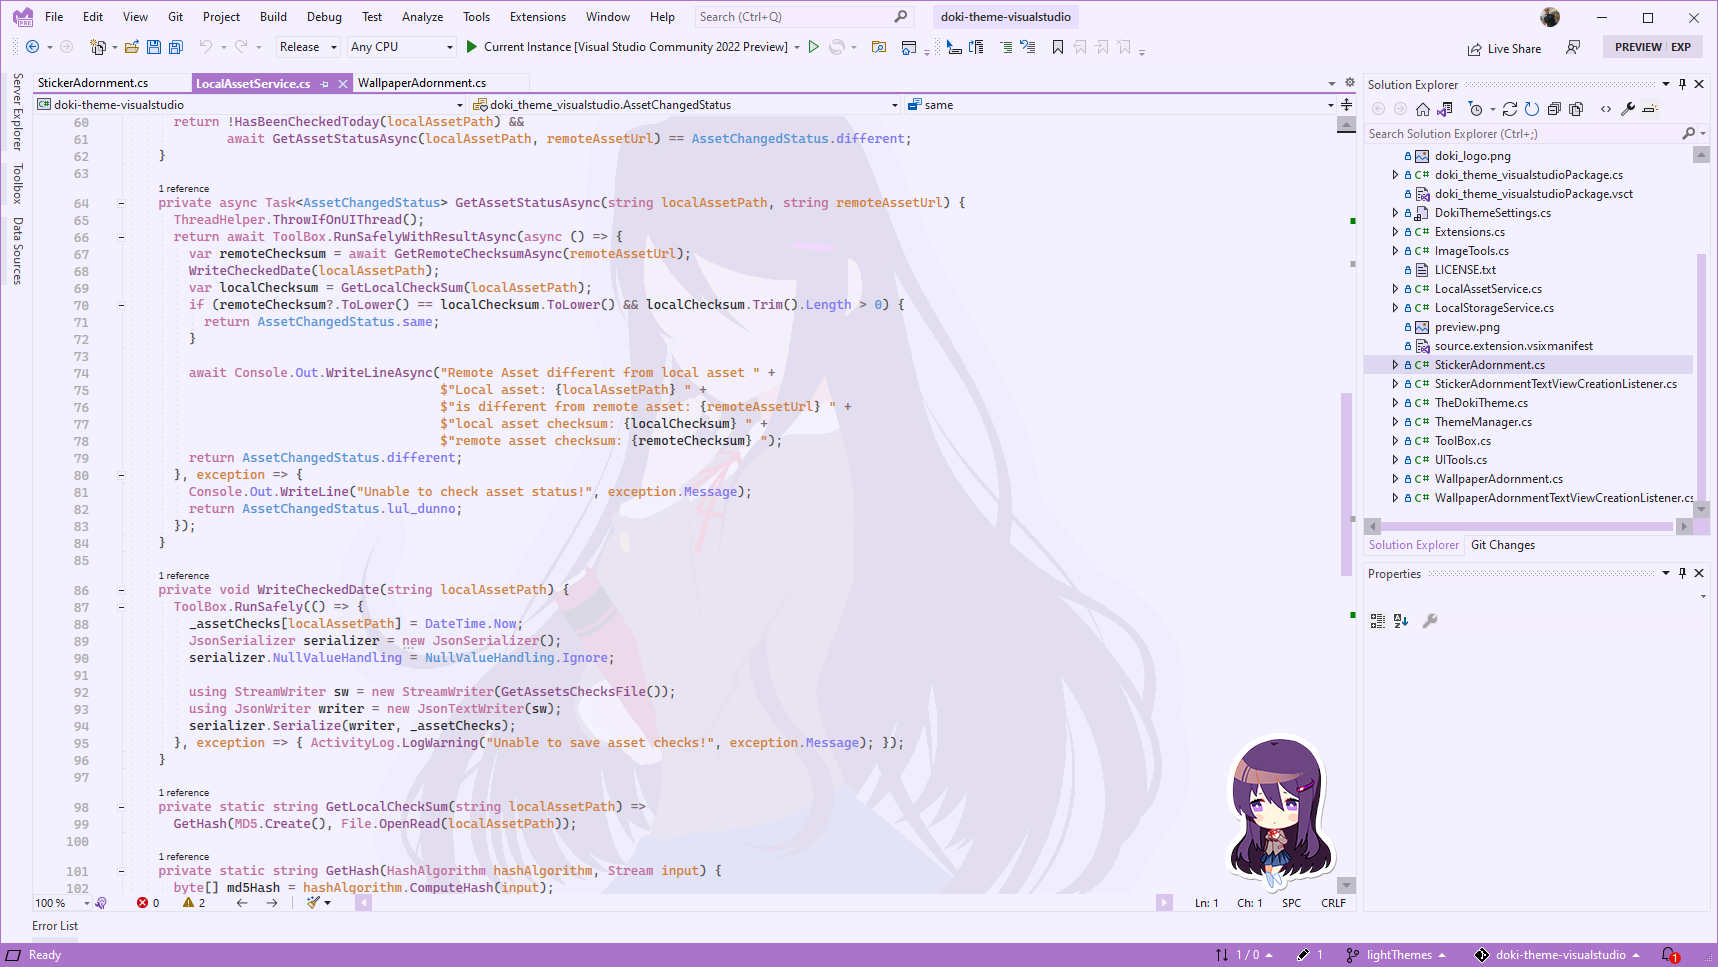 File Edit View Git Project Build Debug Test Analyze Tools Extensions Window Help Search (Ctrl+Q) doki-theme-visualstudio
Release Any CPU Current Instance [Visual Studio Community 2022 Preview] Live Share PREVIEW EXP
Server Explorer
Toolbox
Data Sources
StickerAdornment.cs LocalAssetService.cs WallpaperAdornment.cs
doki-theme-visualstudio doki_theme_visualstudio.AssetChangedStatus same
60 return !HasBeenCheckedToday(localAssetPath) &&
61 await GetAssetStatusAsync(localAssetPath, remoteAssetUrl) == AssetChangedStatus.different;
62 }
63
1 reference
64 private async Task<AssetChangedStatus> GetAssetStatusAsync(string localAssetPath, string remoteAssetUrl) {
65 ThreadHelper.ThrowIfOnUIThread();
66 return await ToolBox.RunSafelyWithResultAsync(async () => {
67 var remoteChecksum = await GetRemoteChecksumAsync(remoteAssetUrl);
68 WriteCheckedDate(localAssetPath);
69 var localChecksum = GetLocalCheckSum(localAssetPath);
70 if (remoteChecksum?.ToLower() == localChecksum.ToLower() && localChecksum.Trim().Length > 0) {
71 return AssetChangedStatus.same;
72 }
73
74 await Console.Out.WriteLineAsync("Remote Asset different from local asset " +
75 $"Local asset: {localAssetPath} " +
76 $"is different from remote asset: {remoteAssetUrl} " +
77 $"local asset checksum: {localChecksum} " +
78 $"remote asset checksum: {remoteChecksum} ");
79 return AssetChangedStatus.different;
80 }, exception => {
81 Console.Out.WriteLine("Unable to check asset status!", exception.Message);
82 return AssetChangedStatus.lul_dunno;
83 });
84 }
85
1 reference
86 private void WriteCheckedDate(string localAssetPath) {
87 ToolBox.RunSafely(() => {
88 _assetChecks[localAssetPath] = DateTime.Now;
89 JsonSerializer serializer = new JsonSerializer();
90 serializer.NullValueHandling = NullValueHandling.Ignore;
91
92 using StreamWriter sw = new StreamWriter(GetAssetsChecksFile());
93 using JsonWriter writer = new JsonTextWriter(sw);
94 serializer.Serialize(writer, _assetChecks);
95 }, exception => { ActivityLog.LogWarning("Unable to save asset checks!", exception.Message); });
96 }
97
1 reference
98 private static string GetLocalCheckSum(string localAssetPath) =>
99 GetHash(MD5.Create(), File.OpenRead(localAssetPath));
100
1 reference
101 private static string GetHash(HashAlgorithm hashAlgorithm, Stream input) {
102 byte[] md5Hash = hashAlgorithm.ComputeHash(input);
100 % 0 2 Ln: 1 Ch: 1 SPC CRLF
Solution Explorer
Search Solution Explorer (Ctrl+;)
doki_logo.png
C# doki_theme_visualstudioPackage.cs
doki_theme_visualstudioPackage.vsct
DokiThemeSettings.cs
C# Extensions.cs
C# ImageTools.cs
LICENSE.txt
C# LocalAssetService.cs
C# LocalStorageService.cs
preview.png
source.extension.vsixmanifest
C# StickerAdornment.cs
C# StickerAdornmentTextViewCreationListener.cs
C# TheDokiTheme.cs
C# ThemeManager.cs
C# ToolBox.cs
C# UITools.cs
C# WallpaperAdornment.cs
C# WallpaperAdornmentTextViewCreationListener.cs
Solution Explorer Git Changes
Properties
Error List
Ready 1 / 0 1 lightThemes doki-theme-visualstudio 1